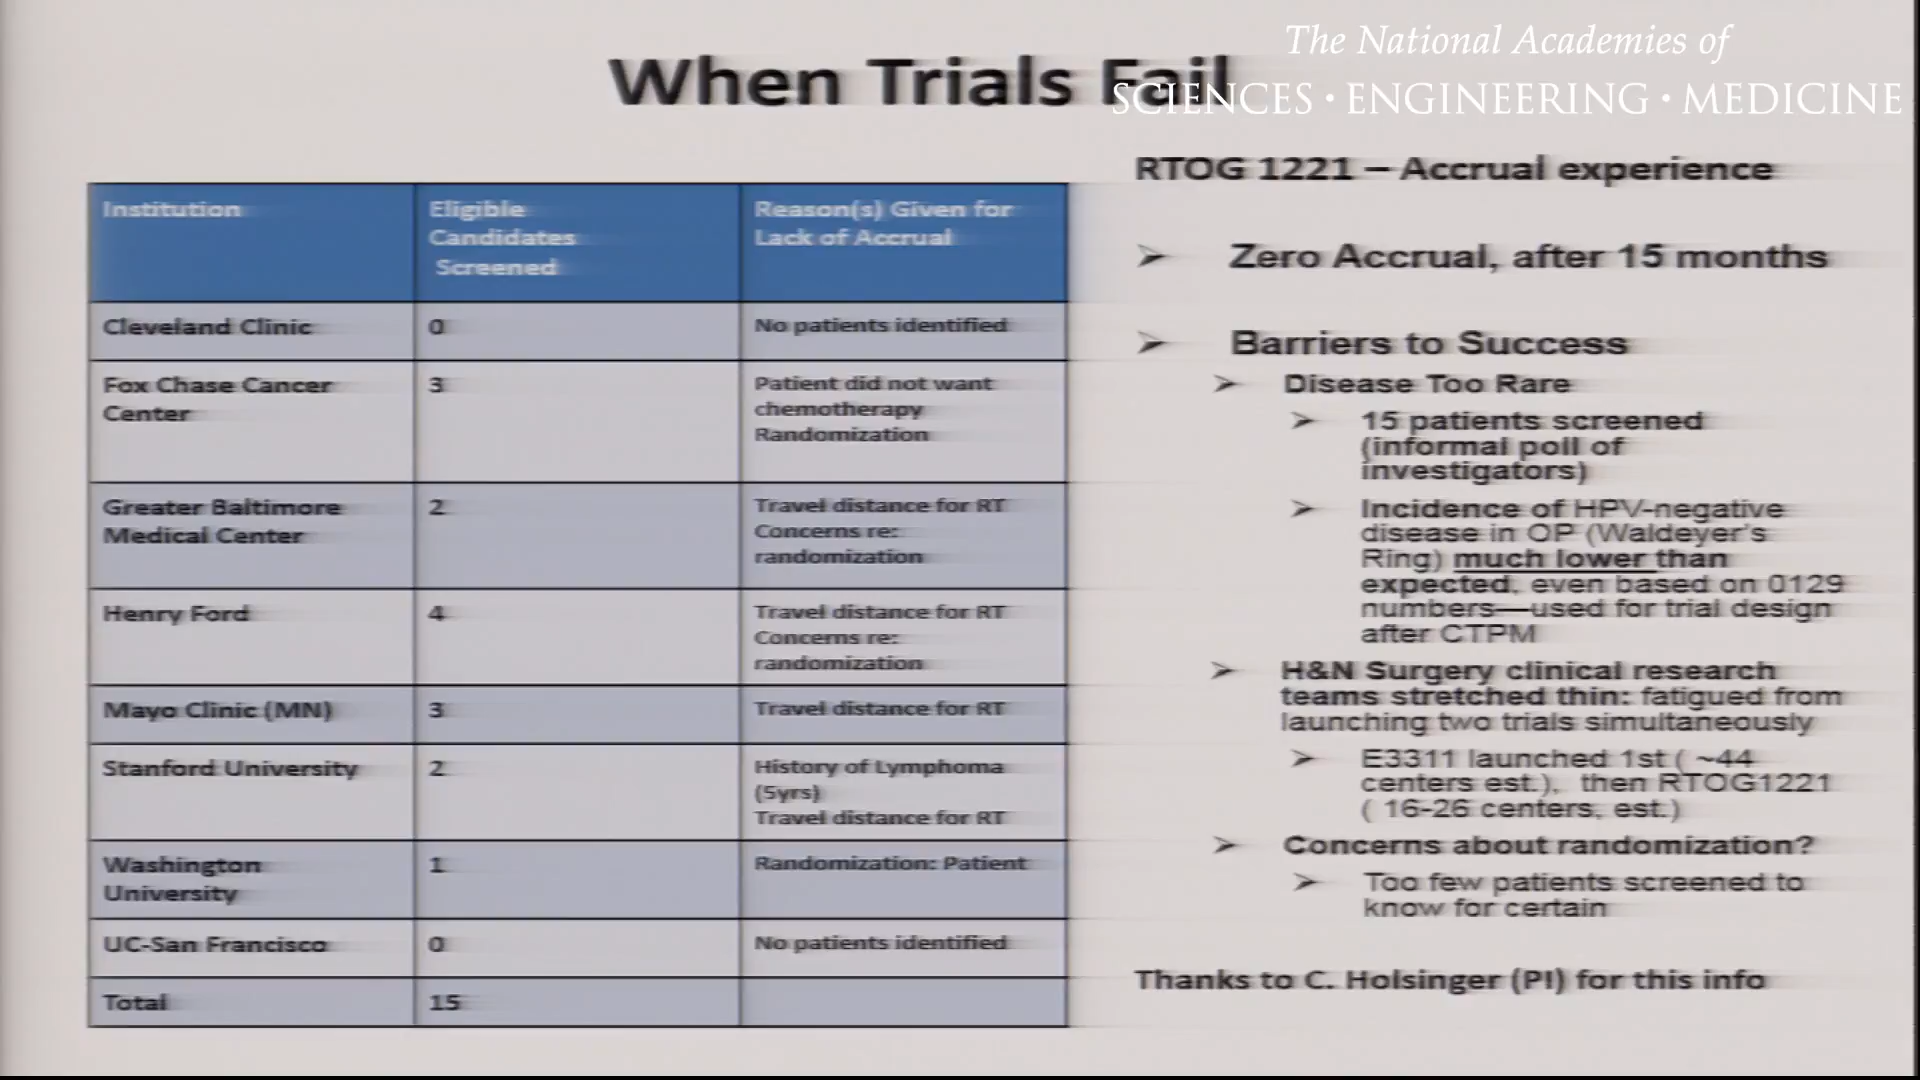 The National Academies of
SCIENCES • ENGINEERING • MEDICINE
When Trials Fail
Institution
Eligible
Candidates
Screened
Reason(s) Given for
Lack of Accrual
Cleveland Clinic
0
No patients identified
Fox Chase Cancer
Center
3
Patient did not want
chemotherapy
Randomization
Greater Baltimore
Medical Center
2
Travel distance for RT
Concerns re:
randomization
Henry Ford
4
Travel distance for RT
Concerns re:
randomization
Mayo Clinic (MN)
3
Travel distance for RT
Stanford University
2
History of Lymphoma
(5yrs)
Travel distance for RT
Washington
University
1
Randomization: Patient
UC-San Francisco
0
No patients identified
Total
15
RTOG 1221 – Accrual experience
➢ Zero Accrual, after 15 months
➢ Barriers to Success
➢ Disease Too Rare
➢ 15 patients screened
(informal poll of
investigators)
➢ Incidence of HPV-negative
disease in OP (Waldeyer's
Ring) much lower than
expected, even based on 0129
numbers—used for trial design
after CTPM
➢ H&N Surgery clinical research
teams stretched thin: fatigued from
launching two trials simultaneously
➢ E3311 launched 1st ( ~44
centers est.), then RTOG1221
( 16-26 centers, est.)
➢ Concerns about randomization?
➢ Too few patients screened to
know for certain
Thanks to C. Holsinger (PI) for this info